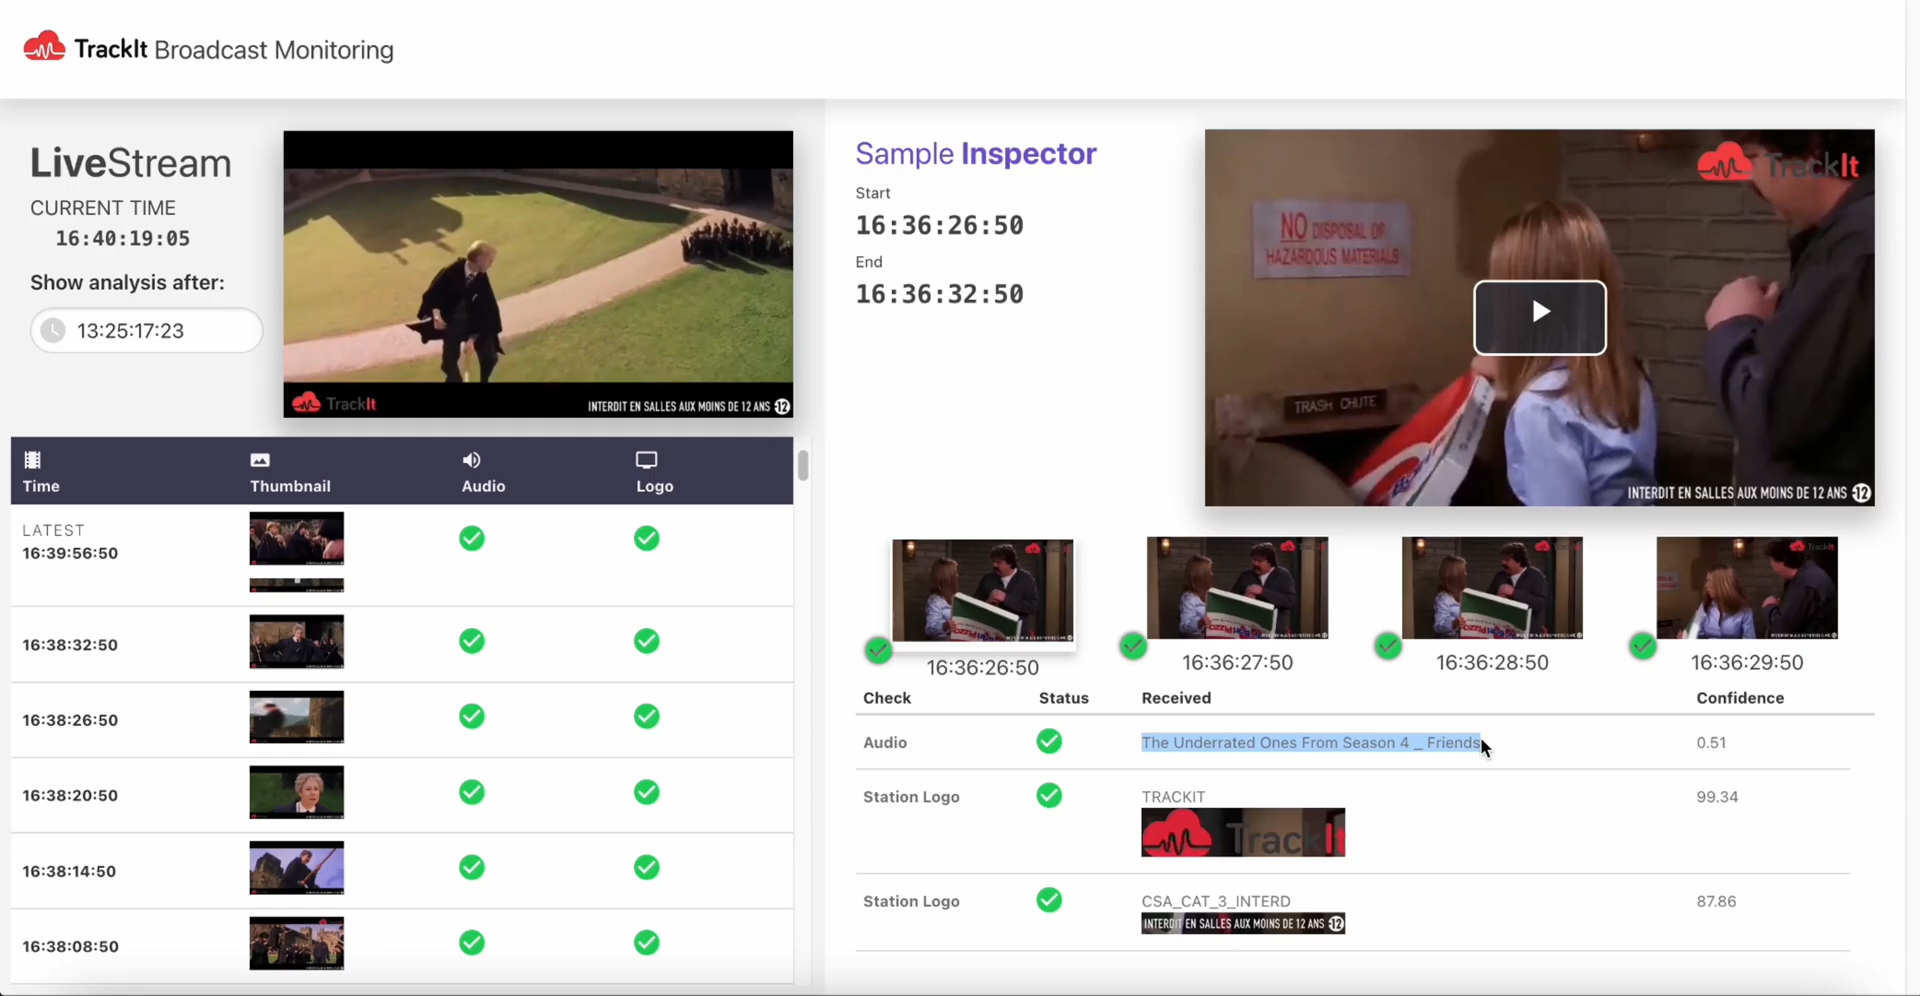 TrackIt Broadcast Monitoring
LiveStream
CURRENT TIME
16:40:19:05
Show analysis after:
13:25:17:23
TrackIt
INTERDIT EN SALLES AUX MOINS DE 12 ANS -12
Time
Thumbnail
Audio
Logo
LATEST
16:39:56:50
16:38:32:50
16:38:26:50
16:38:20:50
16:38:14:50
16:38:08:50
Sample Inspector
Start
16:36:26:50
End
16:36:32:50
TrackIt
NO DISPOSAL OF
HAZARDOUS MATERIALS
TRASH CHUTE
INTERDIT EN SALLES AUX MOINS DE 12 ANS -12
16:36:26:50
16:36:27:50
16:36:28:50
16:36:29:50
Check Status Received Confidence
Audio The Underrated Ones From Season 4 _ Friends 0.51
Station Logo TRACKIT 99.34
TrackIt
Station Logo CSA_CAT_3_INTERD 87.86
INTERDIT EN SALLES AUX MOINS DE 12 ANS -12